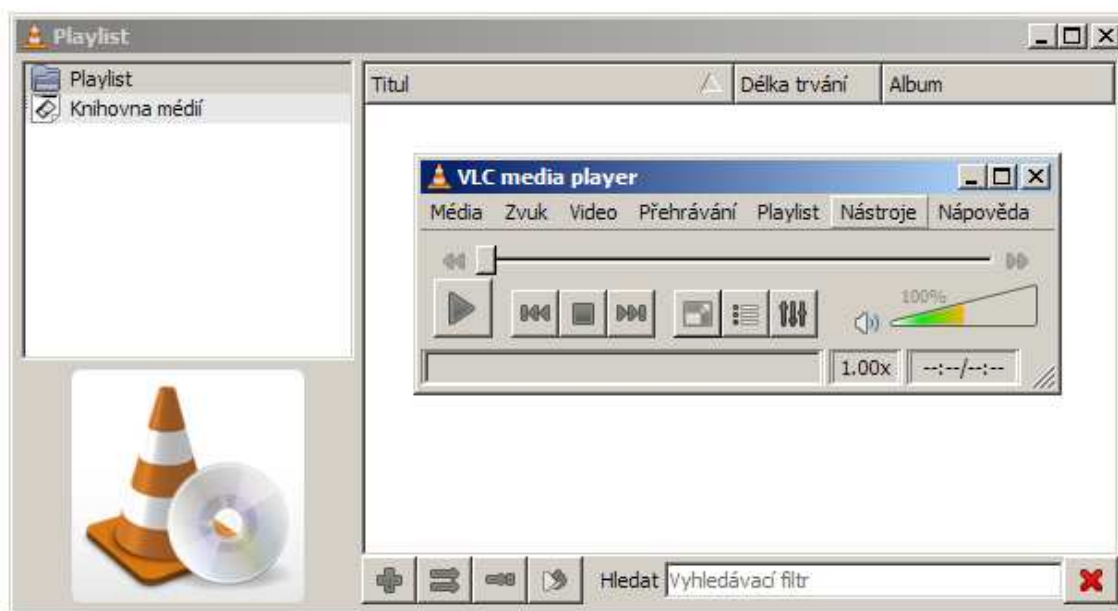 Playlist
Playlist
Knihovna médií
Titul Délka trvání Album
VLC media player
Média Zvuk Video Přehrávání Playlist Nástroje Nápověda
100%
1.00x --:--/--:--
Hledat Vyhledávací filtr